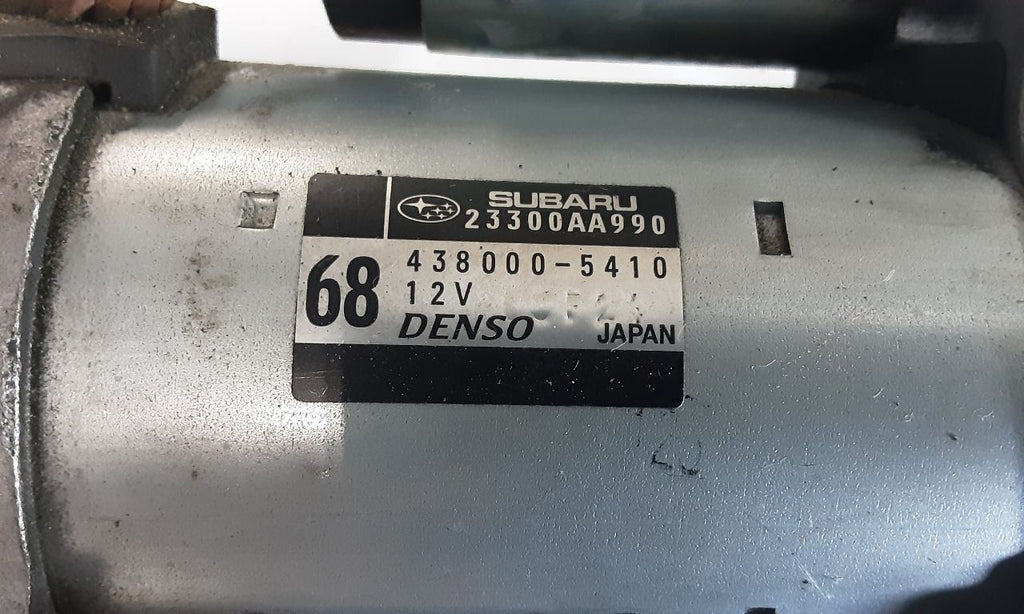 SUBARU
23300AA990
68
438000-5410
12V
DENSO
JAPAN